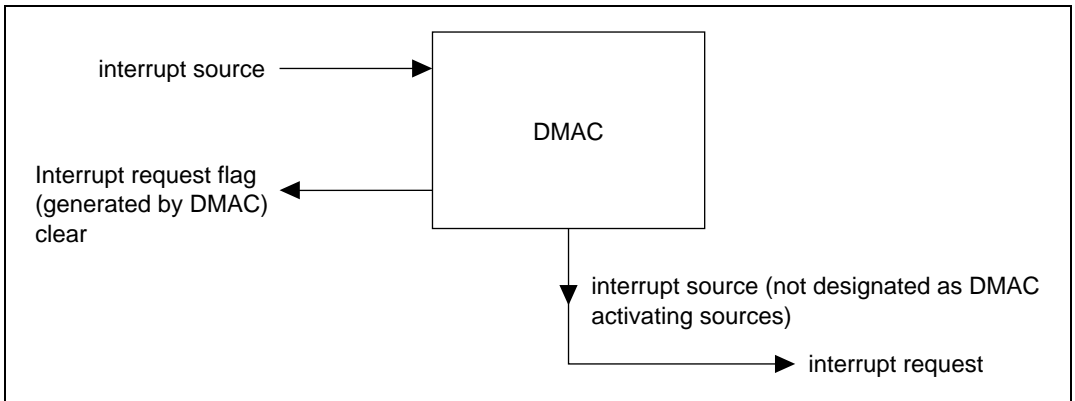 interrupt source
DMAC
Interrupt request flag
(generated by DMAC)
clear
interrupt source (not designated as DMAC
activating sources)
interrupt request